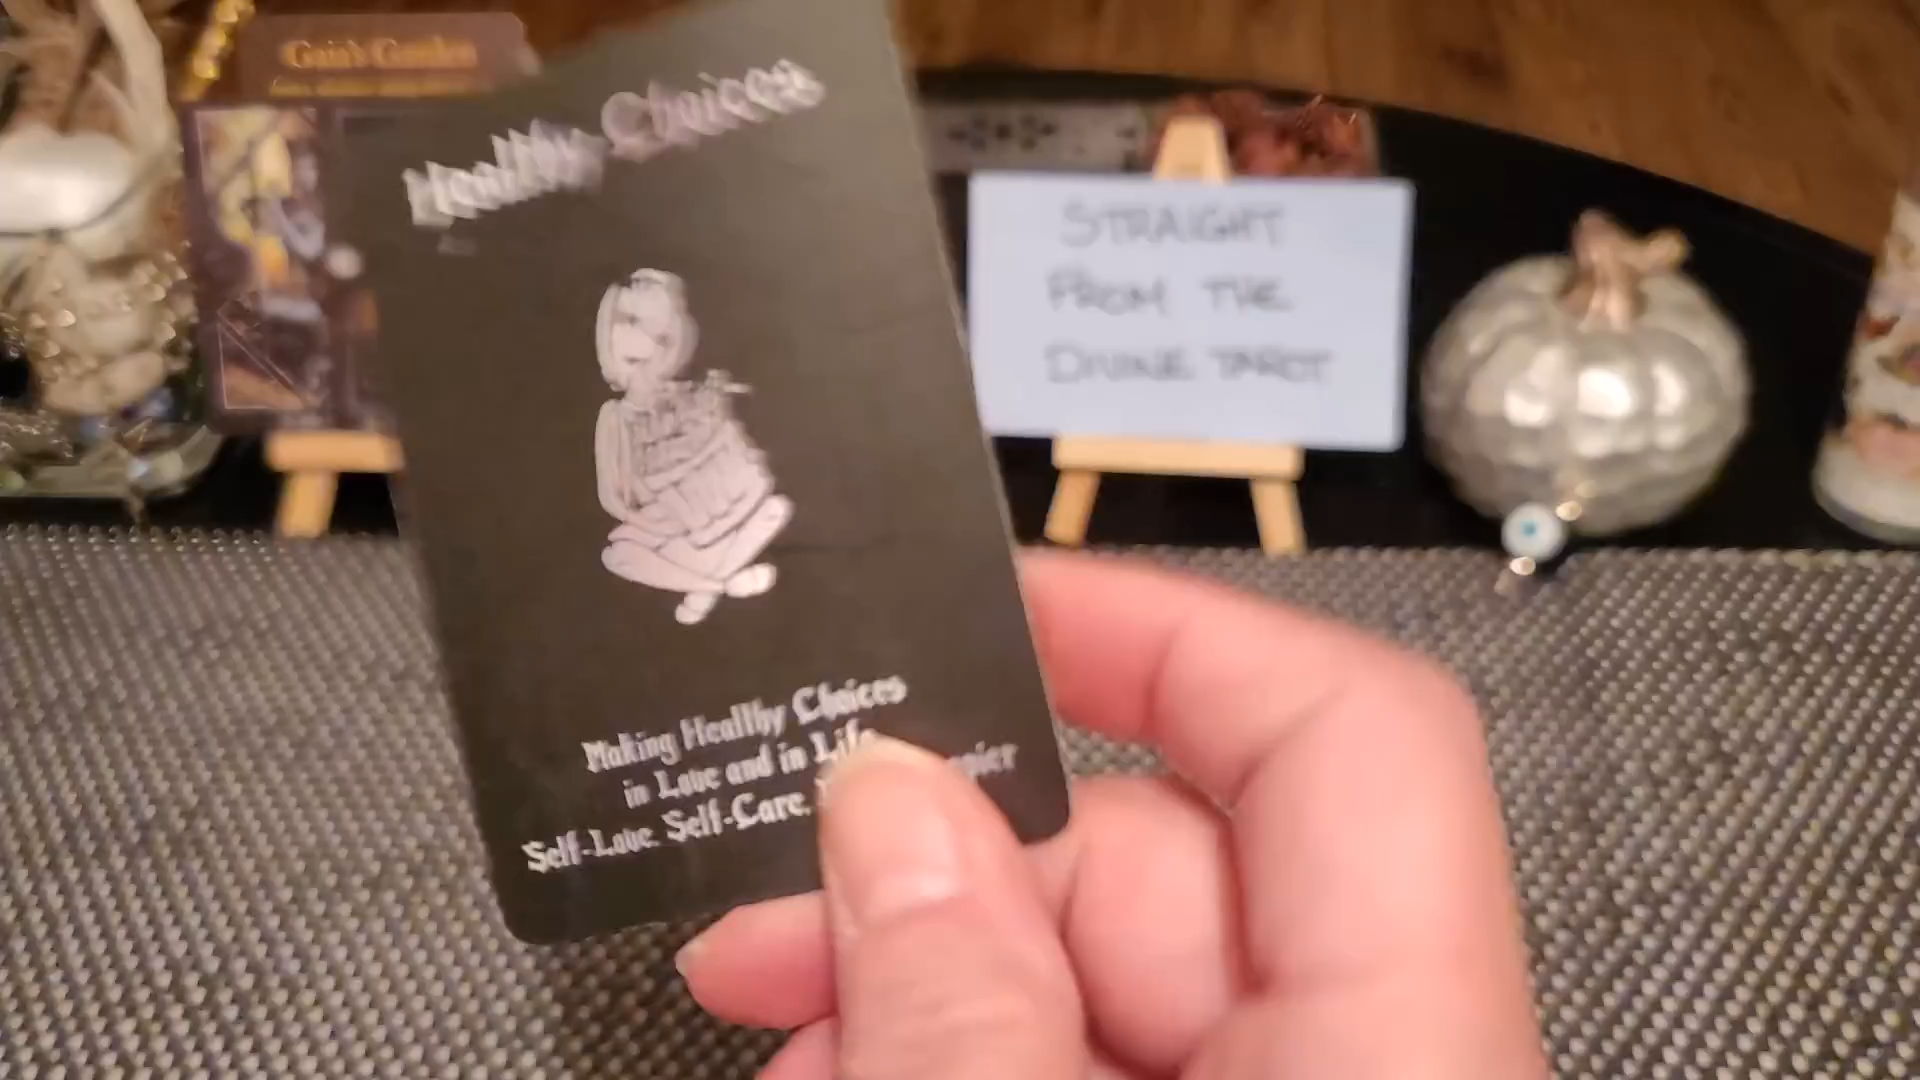 Gaia's Garden
Healthy Choices
STRAIGHT
FROM THE
DIVINE TAROT
Making Healthy Choices
in Love and in Life
Self-Love. Self-Care.